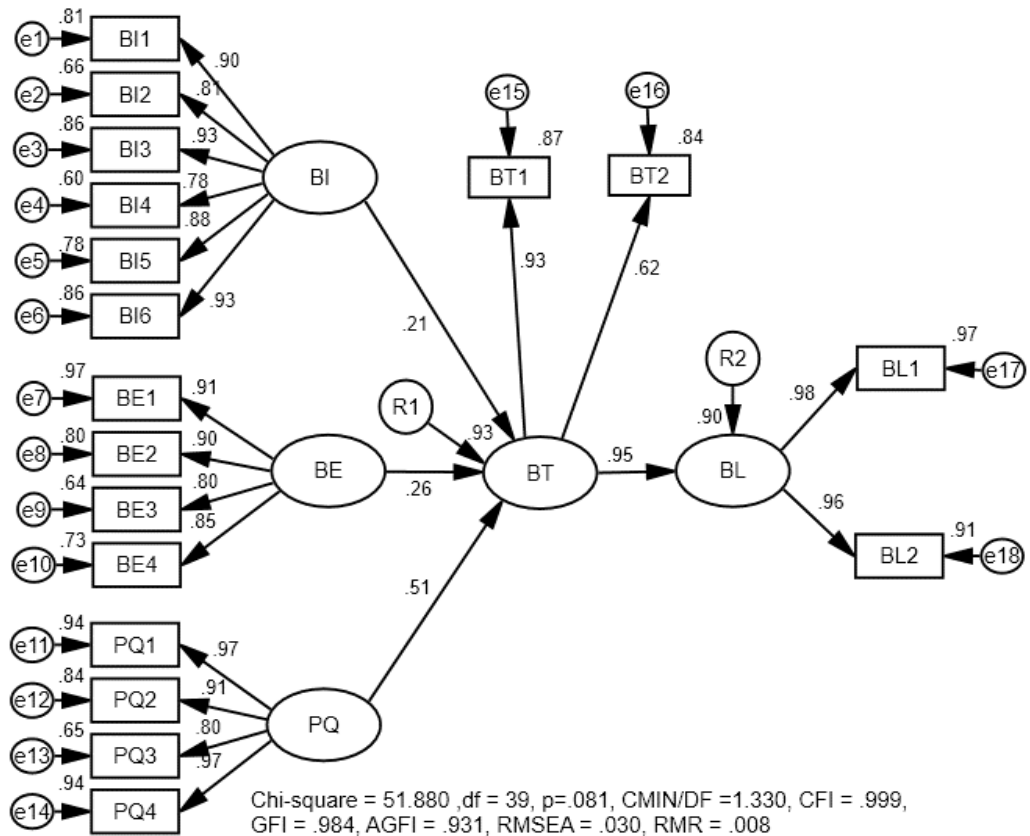 .81
e1
BI1
.90
.66
e2
BI2
.81
.86
e3
BI3
.93
.60
e4
BI4
.78
.78
e5
BI5
.88
.86
e6
BI6
.93
BI
e15
.87
BT1
e16
.84
BT2
.93
.62
.21
.97
e7
BE1
.91
.80
e8
BE2
.90
.64
e9
BE3
.80
.73
e10
BE4
.85
BE
.26
R1
.93
BT
.95
R2
.90
BL
.98
BL1
.97
e17
.96
BL2
.91
e18
.51
.94
e11
PQ1
.97
.84
e12
PQ2
.91
.65
e13
PQ3
.80
.94
e14
PQ4
.97
PQ
Chi-square = 51.880 ,df = 39, p=.081, CMIN/DF =1.330, CFI = .999,
GFI = .984, AGFI = .931, RMSEA = .030, RMR = .008